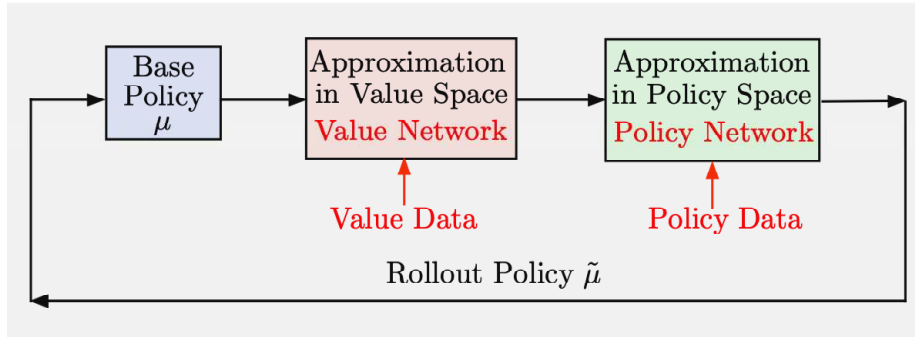 Base
Policy
μ
Approximation
in Value Space
Value Network
Approximation
in Policy Space
Policy Network
Value Data
Policy Data
Rollout Policy μ̃